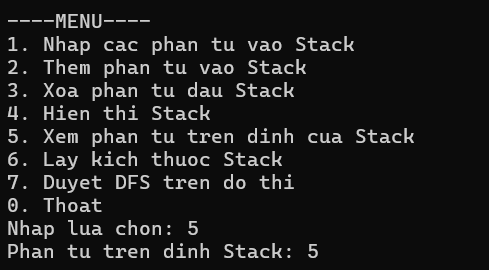 ----MENU----
1. Nhap cac phan tu vao Stack
2. Them phan tu vao Stack
3. Xoa phan tu dau Stack
4. Hien thi Stack
5. Xem phan tu tren dinh cua Stack
6. Lay kich thuoc Stack
7. Duyet DFS tren do thi
0. Thoat
Nhap lua chon: 5
Phan tu tren dinh Stack: 5